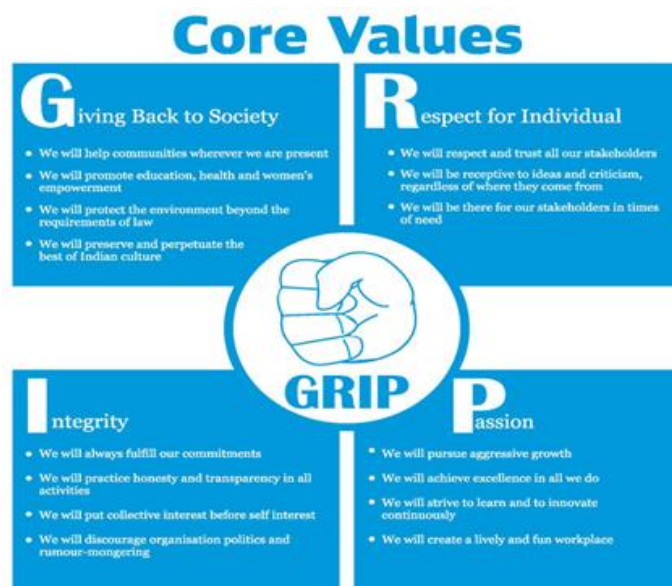 Core Values
Giving Back to Society
• We will help communities wherever we are present
• We will promote education, health and women's
empowerment
• We will protect the environment beyond the
requirements of law
• We will preserve and perpetuate the
best of Indian culture
Respect for Individual
• We will respect and trust all our stakeholders
• We will be receptive to ideas and criticism,
regardless of where they come from
• We will be there for our stakeholders in times
of need
GRIP
Integrity
• We will always fulfill our commitments
• We will practice honesty and transparency in all
activities
• We will put collective interest before self interest
• We will discourage organisation politics and
rumour-mongering
Passion
• We will pursue aggressive growth
• We will achieve excellence in all we do
• We will strive to learn and to innovate
continuously
• We will create a lively and fun workplace